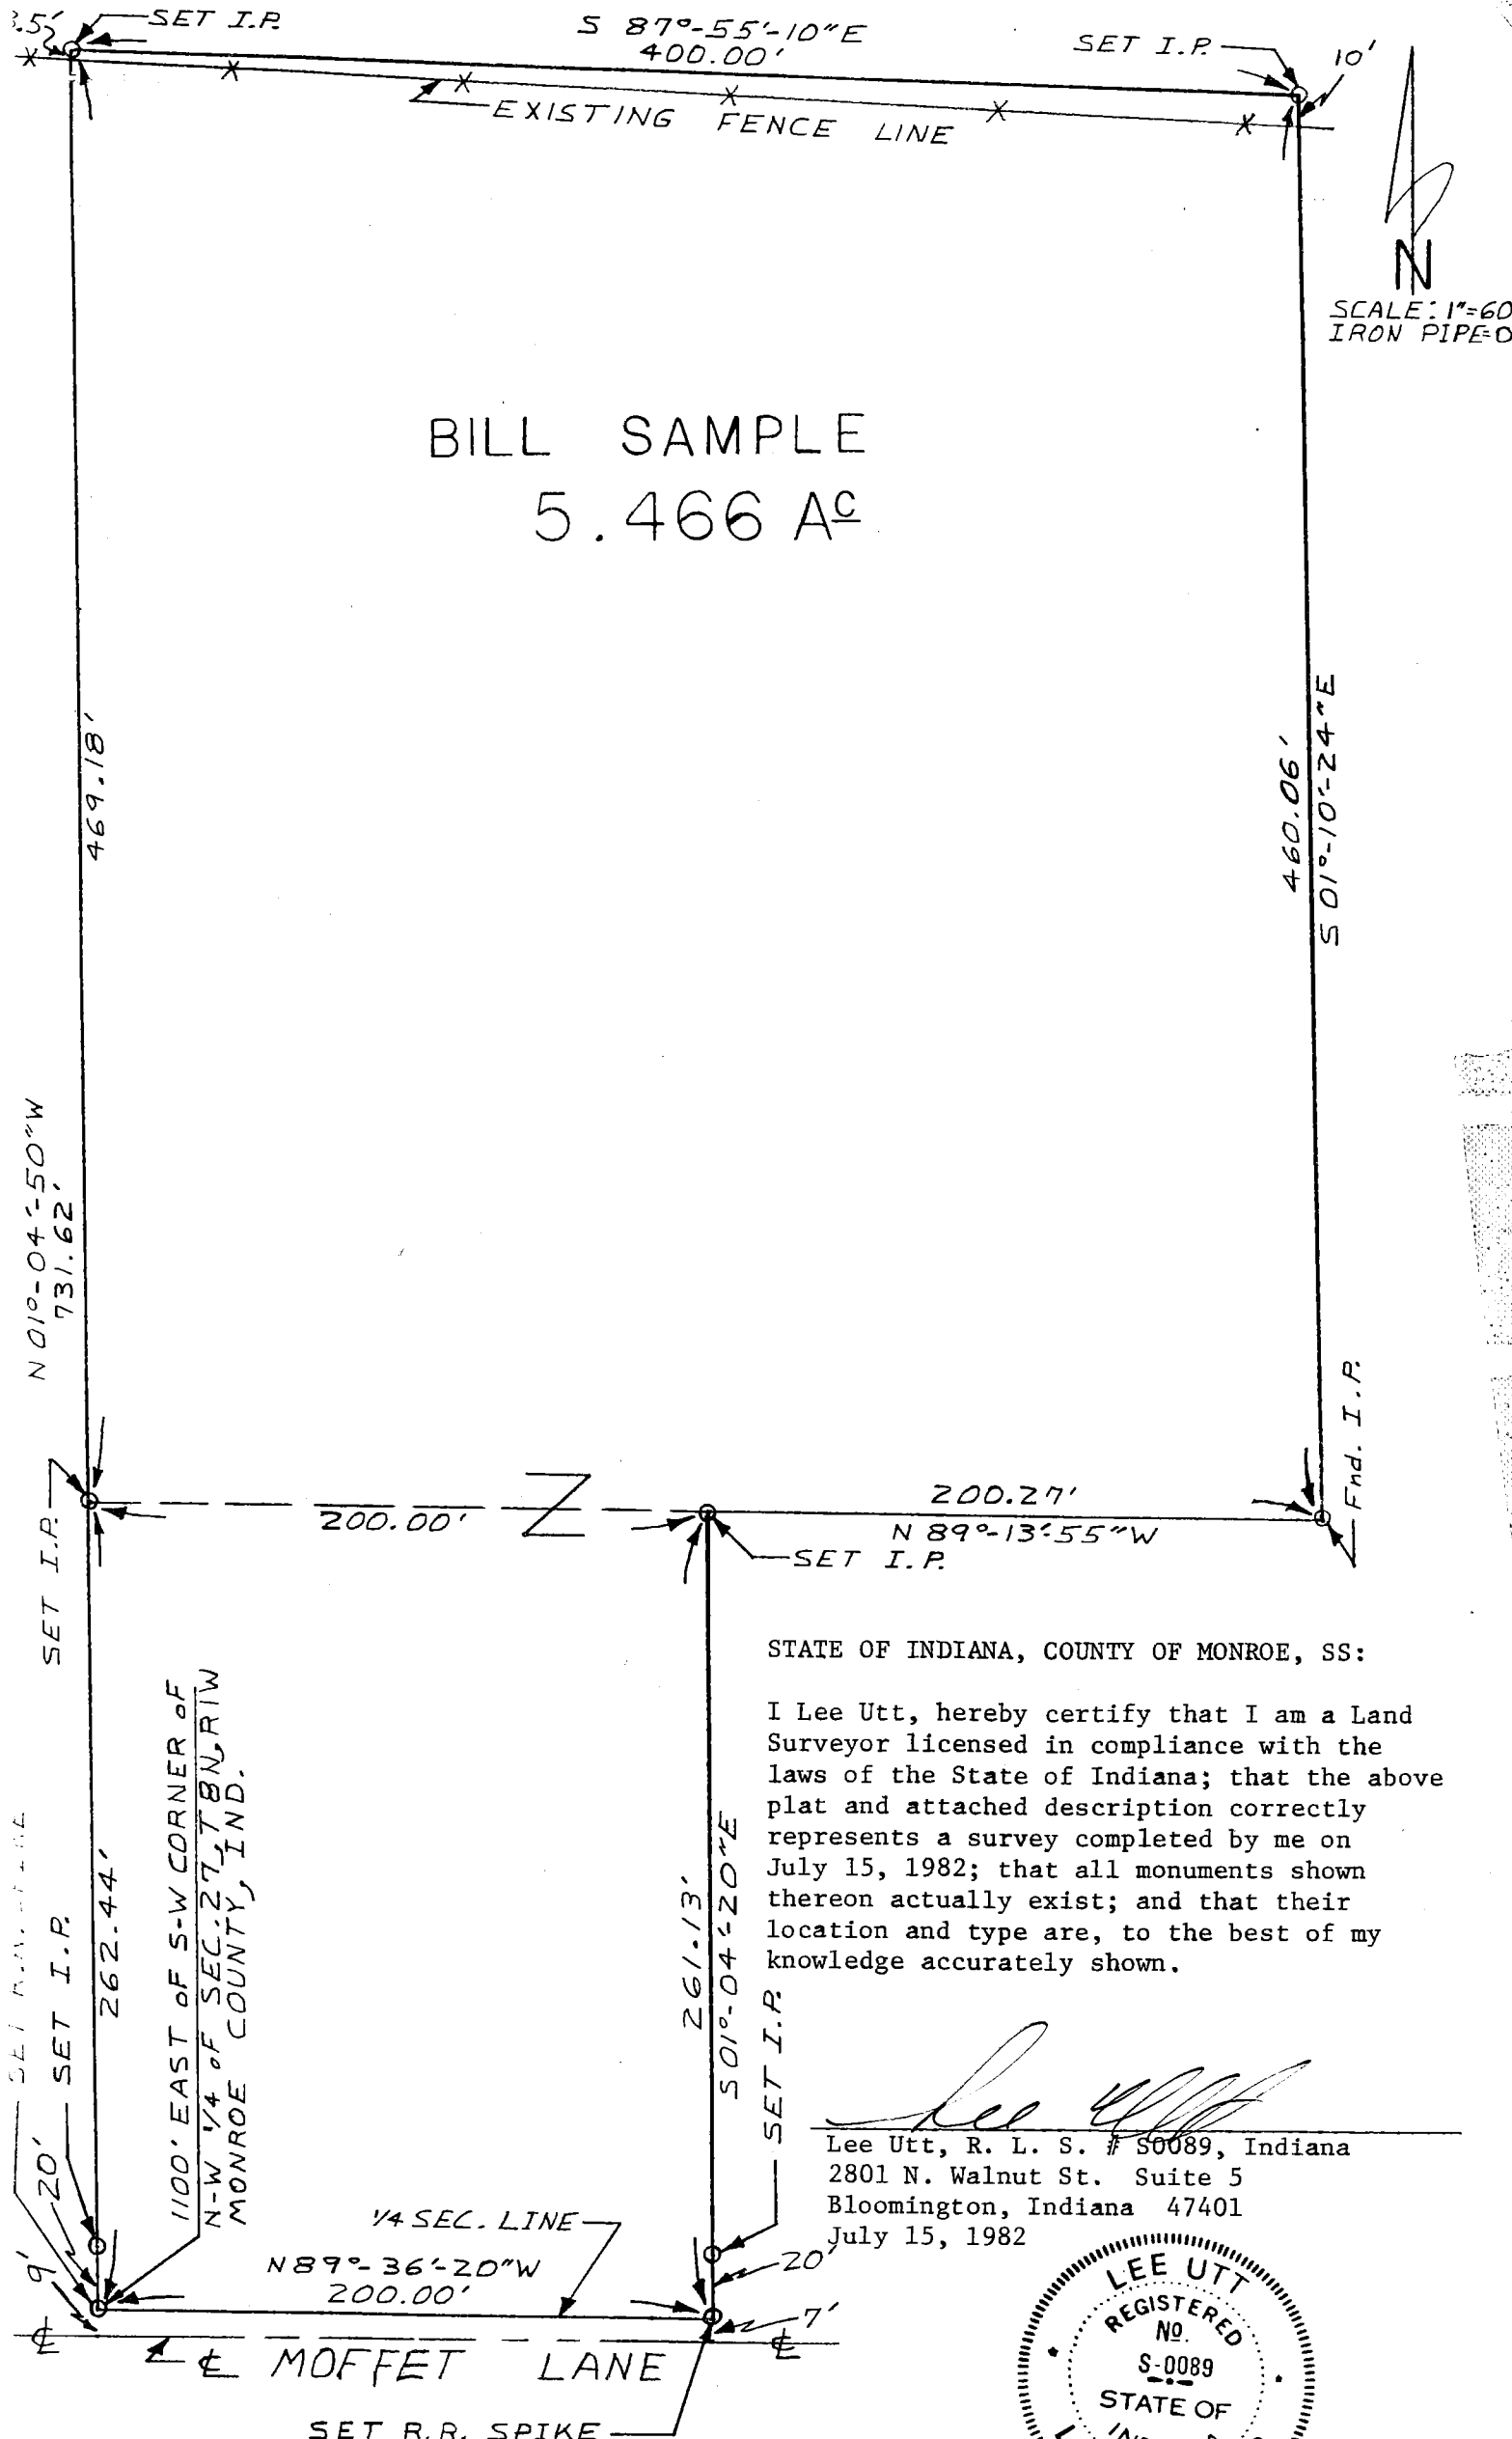 3.5'
SET I.P.
S 87°-55'-10"E
400.00'
SET I.P.
10'
EXISTING FENCE LINE
N
SCALE: 1"=60
IRON PIPE=O
BILL SAMPLE
5.466 Ac
469.18'
460.06'
S 01°-10'-24"E
N 01°-04'-50"W
731.62'
SET I.P.
200.00'
200.27'
N 89°-13'-55"W
SET I.P.
Fnd. I.P.
STATE OF INDIANA, COUNTY OF MONROE, SS:
I Lee Utt, hereby certify that I am a Land
Surveyor licensed in compliance with the
laws of the State of Indiana; that the above
plat and attached description correctly
represents a survey completed by me on
July 15, 1982; that all monuments shown
thereon actually exist; and that their
location and type are, to the best of my
knowledge accurately shown.
262.44'
1100' EAST OF S-W CORNER OF
N-W 1/4 OF SEC. 27, T8N, R1W
MONROE COUNTY, IND.
261.13'
S 01°-04'-20"E
SET I.P.
SET
SET I.P.
20'
9'
Lee Utt
Lee Utt, R. L. S. # S0089, Indiana
2801 N. Walnut St. Suite 5
Bloomington, Indiana 47401
July 15, 1982
1/4 SEC. LINE
N 89°-36'-20"W
200.00'
20'
7'
℄
℄
℄ MOFFET LANE
SET R.R. SPIKE
LEE UTT
REGISTERED
No.
S-0089
STATE OF